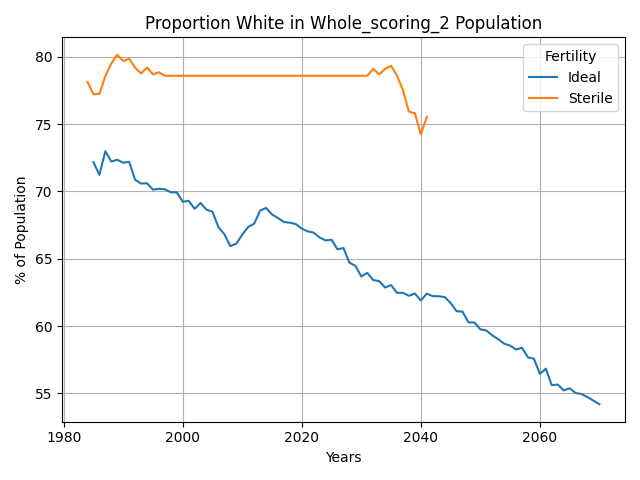 Proportion White in Whole_scoring_2 Population
% of Population
80
75
70
65
60
55
Fertility
Ideal
Sterile
1980
2000
2020
2040
2060
Years